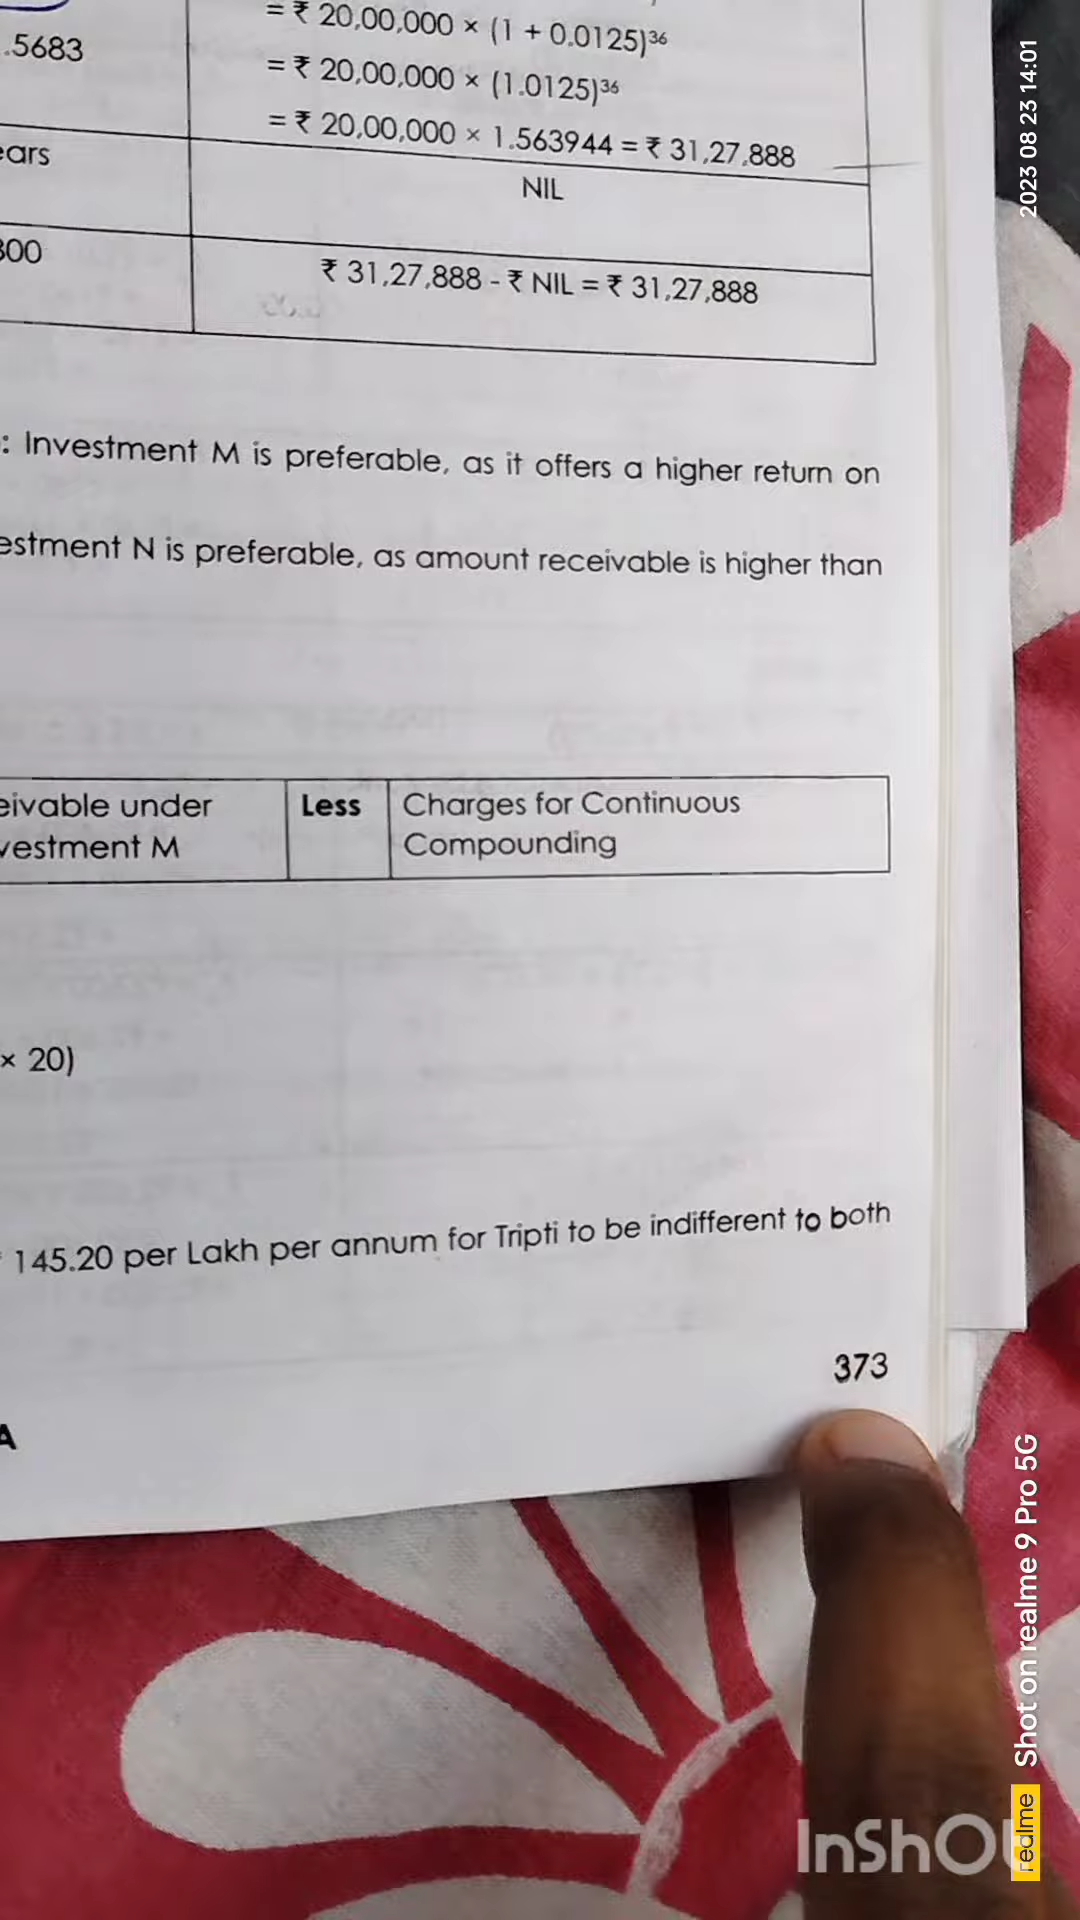 = ₹ 20,00,000 × (1 + 0.0125)³⁶
.5683
= ₹ 20,00,000 × (1.0125)³⁶
= ₹ 20,00,000 × 1.563944 = ₹ 31,27,888
ears
NIL
300
₹ 31,27,888 - ₹ NIL = ₹ 31,27,888
: Investment M is preferable, as it offers a higher return on
estment N is preferable, as amount receivable is higher than
eivable under
vestment M
Less
Charges for Continuous
Compounding
× 20)
145.20 per Lakh per annum for Tripti to be indifferent to both
373
A
2023 08 23 14:01
Shot on realme 9 Pro 5G
realme
InShOt